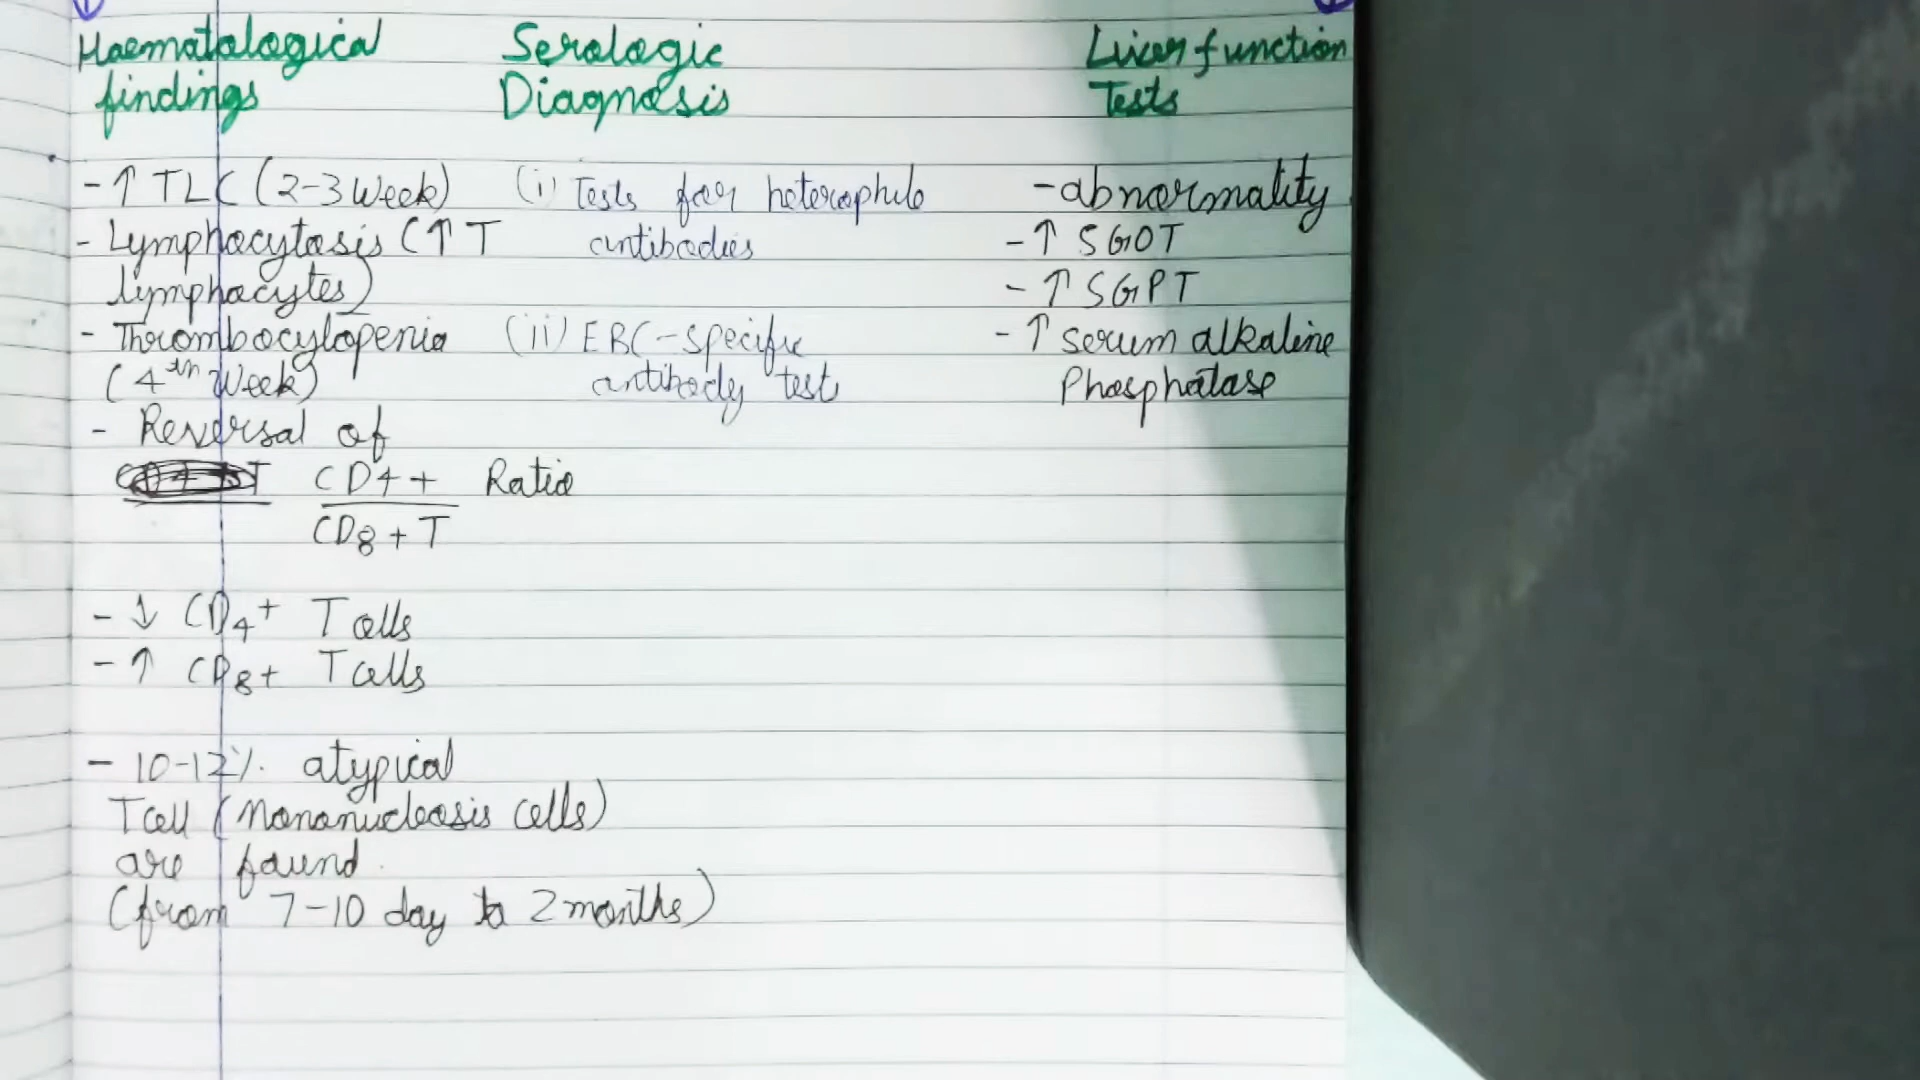 Haematological
findings
- ↑ TLC (2-3 Week)
- Lymphocytosis (↑ T
lymphocytes)
- Thrombocytopenia
(4th Week)
- Reversal of
CD4+ Ratio
CD8+ T
- ↓ CD4+ T cells
- ↑ CD8+ T cells
- 10-12% atypical
T cell (Mononucleosis cells)
are found.
(from 7-10 day to 2 months)
Serologic
Diagnosis
(i) Tests for heterophile
antibodies
(ii) EBC-specific
antibody test
Liver function
Tests
- abnormality
- ↑ SGOT
- ↑ SGPT
- ↑ serum alkaline
Phosphatase